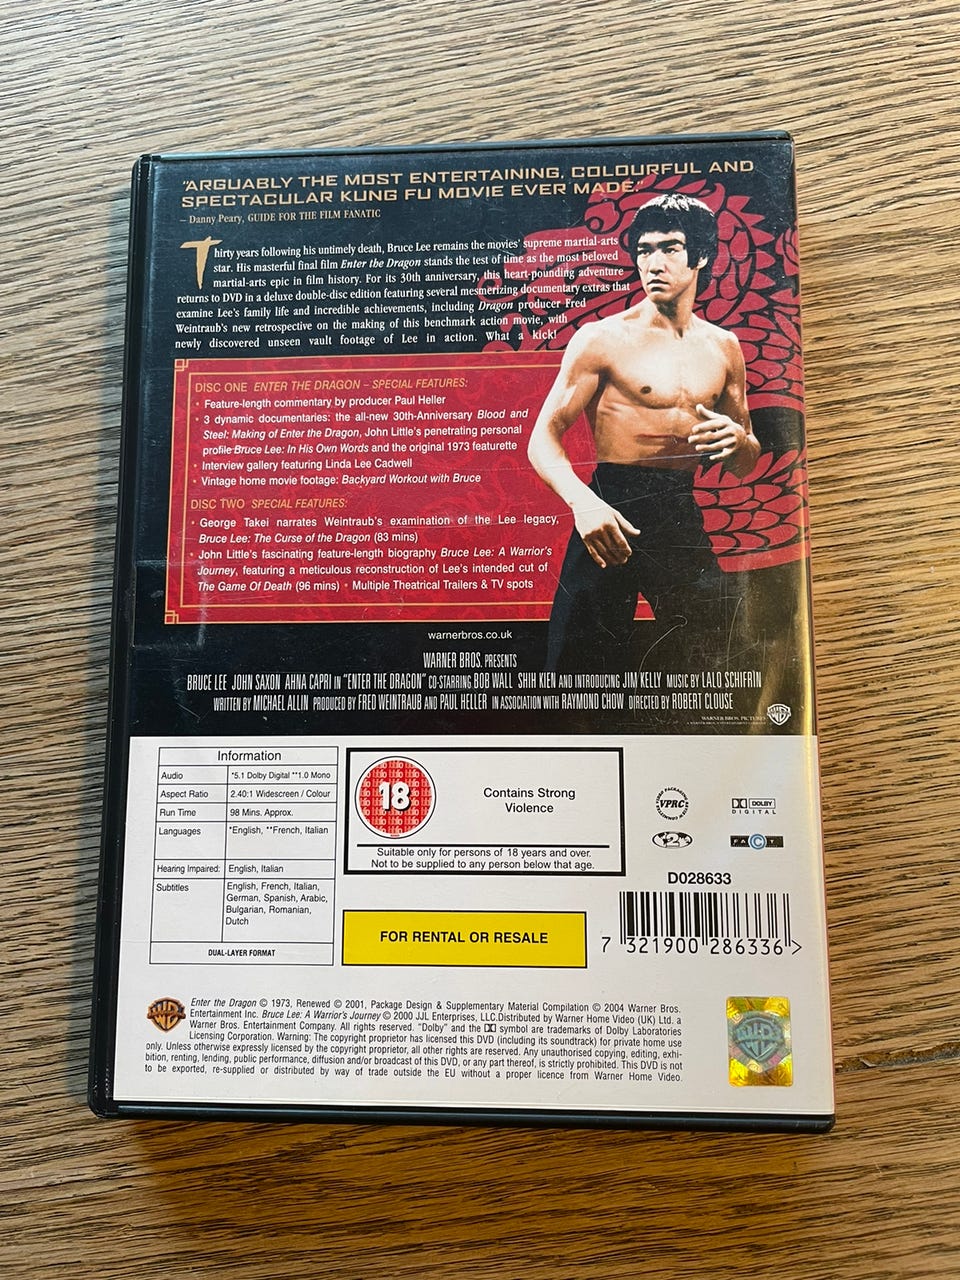 "ARGUABLY THE MOST ENTERTAINING, COLOURFUL AND
SPECTACULAR KUNG FU MOVIE EVER MADE."
– Danny Peary, GUIDE FOR THE FILM FANATIC
Thirty years following his untimely death, Bruce Lee remains the movies' supreme martial-arts
star. His masterful final film Enter the Dragon stands the test of time as the most beloved
martial-arts epic in film history. For its 30th anniversary, this heart-pounding adventure
returns to DVD in a deluxe double-disc edition featuring several mesmerizing documentary extras that
examine Lee's family life and incredible achievements, including Dragon producer Fred
Weintraub's new retrospective on the making of this benchmark action movie, with
newly discovered unseen vault footage of Lee in action. What a kick!
DISC ONE ENTER THE DRAGON – SPECIAL FEATURES:
• Feature-length commentary by producer Paul Heller
• 3 dynamic documentaries: the all-new 30th-Anniversary Blood and
Steel: Making of Enter the Dragon, John Little's penetrating personal
profile Bruce Lee: In His Own Words and the original 1973 featurette
• Interview gallery featuring Linda Lee Cadwell
• Vintage home movie footage: Backyard Workout with Bruce
DISC TWO SPECIAL FEATURES:
• George Takei narrates Weintraub's examination of the Lee legacy,
Bruce Lee: The Curse of the Dragon (83 mins)
• John Little's fascinating feature-length biography Bruce Lee: A Warrior's
Journey, featuring a meticulous reconstruction of Lee's intended cut of
The Game Of Death (96 mins) • Multiple Theatrical Trailers & TV spots
warnerbros.co.uk
WARNER BROS. PRESENTS
BRUCE LEE JOHN SAXON AHNA CAPRI IN "ENTER THE DRAGON" CO-STARRING BOB WALL SHIH KIEN AND INTRODUCING JIM KELLY MUSIC BY LALO SCHIFRIN
WRITTEN BY MICHAEL ALLIN PRODUCED BY FRED WEINTRAUB AND PAUL HELLER IN ASSOCIATION WITH RAYMOND CHOW DIRECTED BY ROBERT CLOUSE
WARNER BROS. PICTURES
Information
Audio *5.1 Dolby Digital **1.0 Mono
Aspect Ratio 2.40:1 Widescreen / Colour
Run Time 98 Mins. Approx.
Languages *English, **French, Italian
Hearing Impaired: English, Italian
Subtitles English, French, Italian,
German, Spanish, Arabic,
Bulgarian, Romanian,
Dutch
DUAL-LAYER FORMAT
18
Contains Strong
Violence
Suitable only for persons of 18 years and over.
Not to be supplied to any person below that age.
FOR RENTAL OR RESALE
VPRC
DOLBY
DIGITAL
2
FACT
D028633
7 321900 286336 >
Enter the Dragon © 1973, Renewed © 2001, Package Design & Supplementary Material Compilation © 2004 Warner Bros.
Entertainment Inc. Bruce Lee: A Warrior's Journey © 2000 JJL Enterprises, LLC. Distributed by Warner Home Video (UK) Ltd. a
Warner Bros. Entertainment Company. All rights reserved. "Dolby" and the DD symbol are trademarks of Dolby Laboratories
Licensing Corporation. Warning: The copyright proprietor has licensed this DVD (including its soundtrack) for private home use
only. Unless otherwise expressly licensed by the copyright proprietor, all other rights are reserved. Any unauthorised copying, editing, exhi-
bition, renting, lending, public performance, diffusion and/or broadcast of this DVD, or any part thereof, is strictly prohibited. This DVD is not
to be exported, re-supplied or distributed by way of trade outside the EU without a proper licence from Warner Home Video.